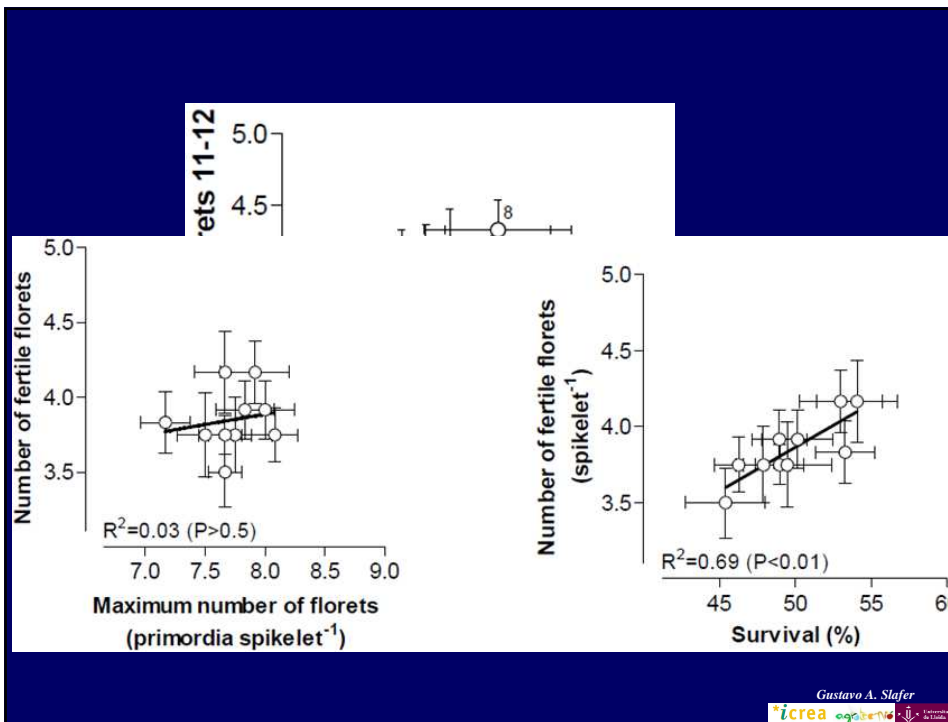 rets 11-12
5.0
4.5
8
Number of fertile florets
5.0
4.5
4.0
3.5
R²=0.03 (P>0.5)
7.0 7.5 8.0 8.5 9.0
Maximum number of florets
(primordia spikelet⁻¹)
Number of fertile florets
(spikelet⁻¹)
5.0
4.5
4.0
3.5
R²=0.69 (P<0.01)
45 50 55 6
Survival (%)
Gustavo A. Slafer
*icrea